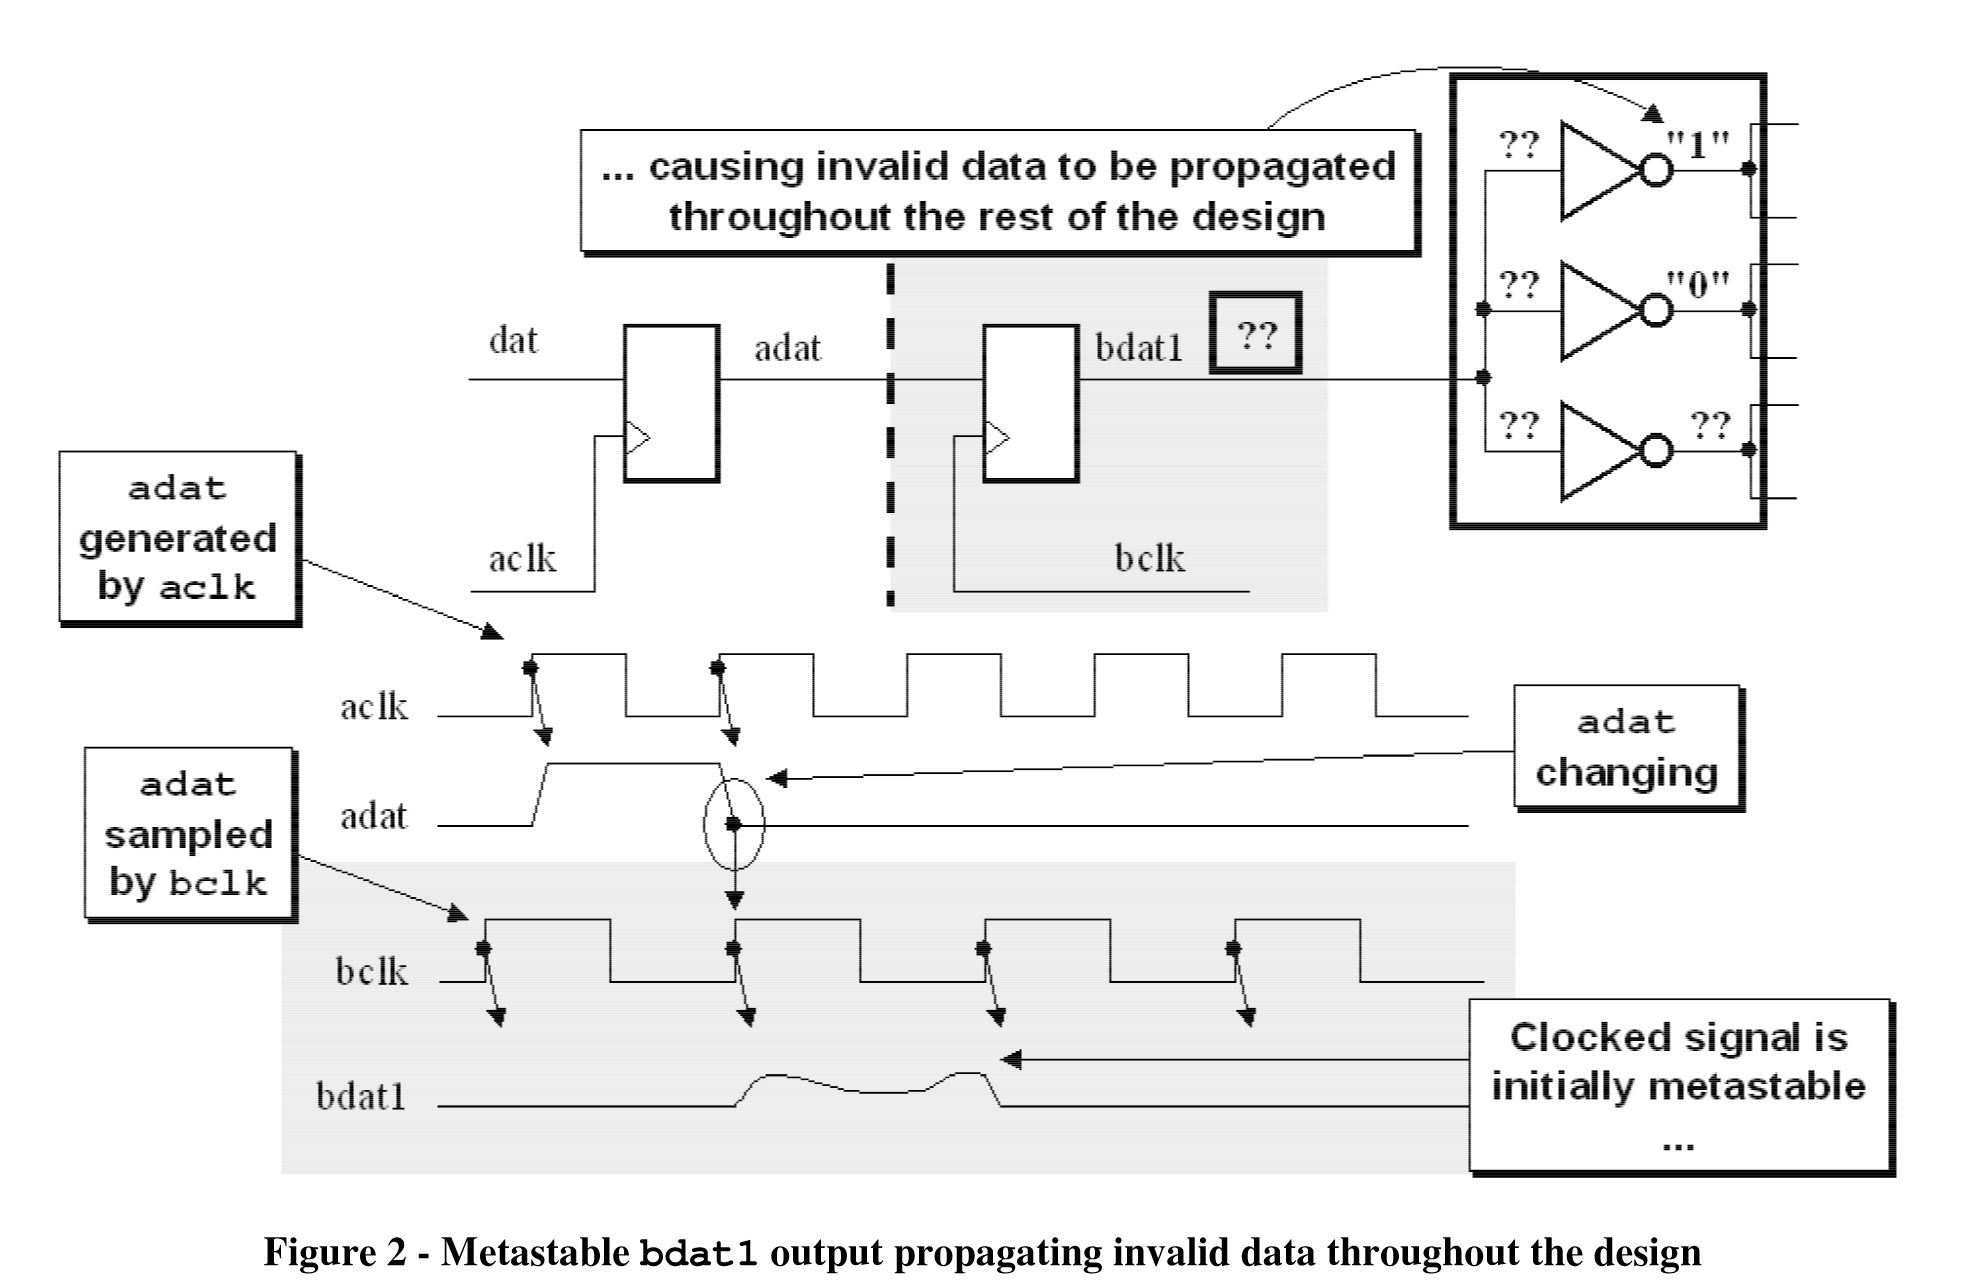 ... causing invalid data to be propagated
throughout the rest of the design
??
"1"
??
"0"
??
??
dat
adat
bdat1
??
aclk
bclk
adat
generated
by aclk
aclk
adat
changing
adat
sampled
by bclk
adat
bclk
bdat1
Clocked signal is
initially metastable
...
Figure 2 - Metastable bdat1 output propagating invalid data throughout the design